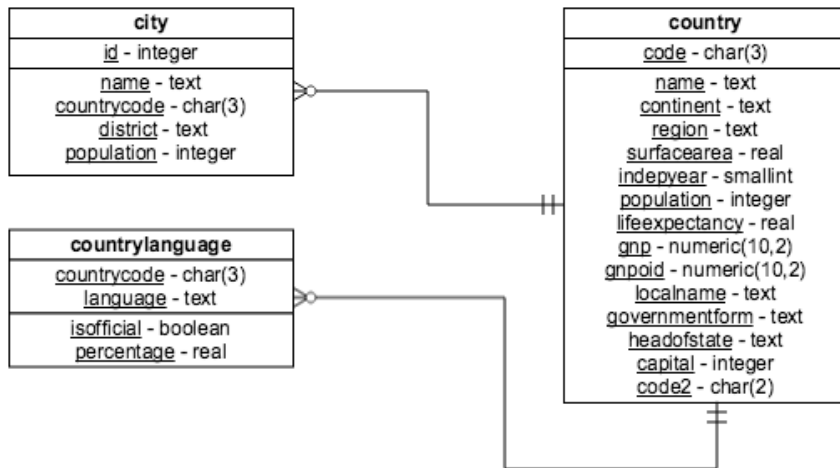 city
id - integer
name - text
countrycode - char(3)
district - text
population - integer
countrylanguage
countrycode - char(3)
language - text
isofficial - boolean
percentage - real
country
code - char(3)
name - text
continent - text
region - text
surfacearea - real
indepyear - smallint
population - integer
lifeexpectancy - real
gnp - numeric(10,2)
gnpoid - numeric(10,2)
localname - text
governmentform - text
headofstate - text
capital - integer
code2 - char(2)